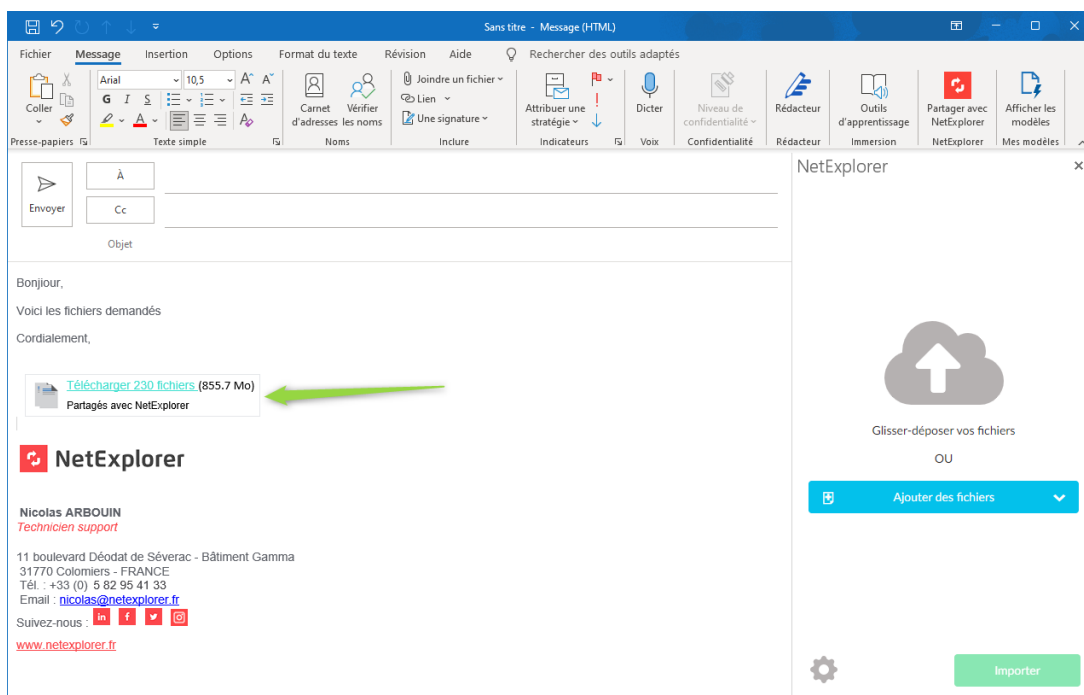 Sans titre - Message (HTML)
Fichier Message Insertion Options Format du texte Révision Aide Rechercher des outils adaptés
Coller
Presse-papiers
Arial 10,5 A^ A˅
G I S
A
Texte simple
Carnet d'adresses
Vérifier les noms
Noms
Joindre un fichier
Lien
Une signature
Inclure
Attribuer une stratégie
Indicateurs
Dicter
Voix
Niveau de confidentialité
Confidentialité
Rédacteur
Rédacteur
Outils d'apprentissage
Immersion
Partager avec NetExplorer
NetExplorer
Afficher les modèles
Mes modèles
Envoyer
À
Cc
Objet
Bonjiour,
Voici les fichiers demandés
Cordialement,
Télécharger 230 fichiers (855.7 Mo)
Partagés avec NetExplorer
NetExplorer
Nicolas ARBOUIN
Technicien support
11 boulevard Déodat de Séverac - Bâtiment Gamma
31770 Colomiers - FRANCE
Tél. : +33 (0) 5 82 95 41 33
Email : nicolas@netexplorer.fr
Suivez-nous : in f
www.netexplorer.fr
NetExplorer
Glisser-déposer vos fichiers
OU
Ajouter des fichiers
Importer